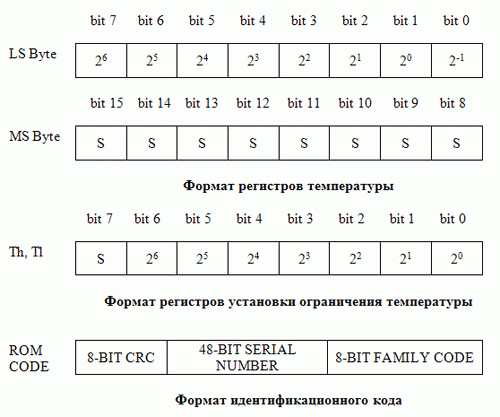 bit 7 bit 6 bit 5 bit 4 bit 3 bit 2 bit 1 bit 0
LS Byte 2⁶ 2⁵ 2⁴ 2³ 2² 2¹ 2⁰ 2⁻¹
bit 15 bit 14 bit 13 bit 12 bit 11 bit 10 bit 9 bit 8
MS Byte S S S S S S S S
Формат регистров температуры
bit 7 bit 6 bit 5 bit 4 bit 3 bit 2 bit 1 bit 0
Th, Tl S 2⁶ 2⁵ 2⁴ 2³ 2² 2¹ 2⁰
Формат регистров установки ограничения температуры
ROM CODE 8-BIT CRC 48-BIT SERIAL NUMBER 8-BIT FAMILY CODE
Формат идентификационного кода